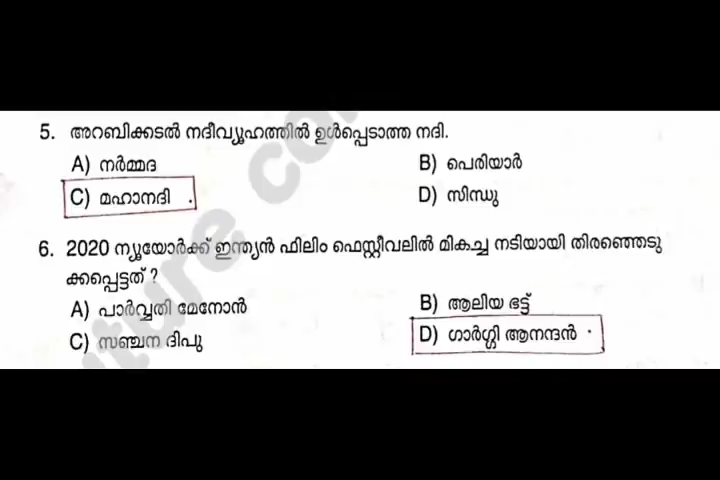 5. അറബിക്കടൽ നദീവ്യൂഹത്തിൽ ഉൾപ്പെടാത്ത നദി.
A) നർമ്മദ B) പെരിയാർ
C) മഹാനദി . D) സിന്ധു
6. 2020 ന്യൂയോർക്ക് ഇന്ത്യൻ ഫിലിം ഫെസ്റ്റീവലിൽ മികച്ച നടിയായി തിരഞ്ഞെടു
ക്കപ്പെട്ടത് ?
A) പാർവ്വതി മേനോൻ B) ആലിയ ഭട്ട്
C) സഞ്ചന ദിപു D) ഗാർഗ്ഗി ആനന്ദൻ .